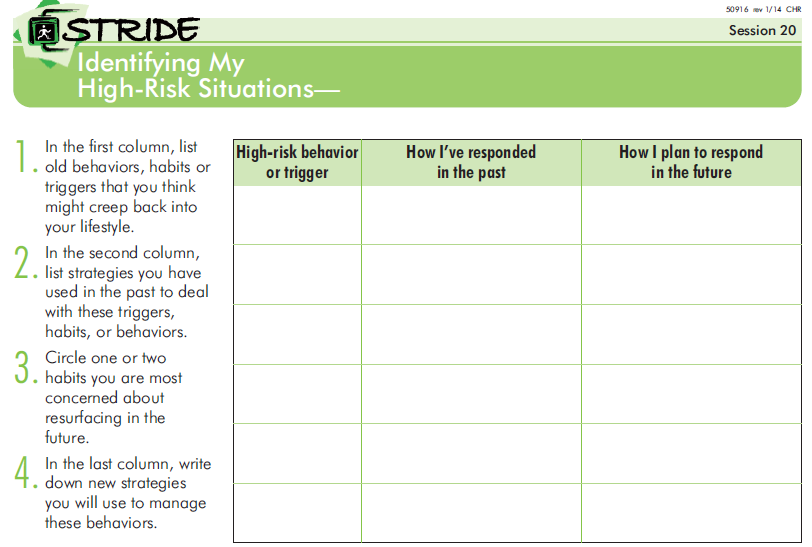 50916 rev 1/14 CHR
STRIDE
Session 20
Identifying My
High-Risk Situations—
1. In the first column, list
old behaviors, habits or
triggers that you think
might creep back into
your lifestyle.
2. In the second column,
list strategies you have
used in the past to deal
with these triggers,
habits, or behaviors.
3. Circle one or two
habits you are most
concerned about
resurfacing in the
future.
4. In the last column, write
down new strategies
you will use to manage
these behaviors.
High-risk behavior
or trigger
How I've responded
in the past
How I plan to respond
in the future